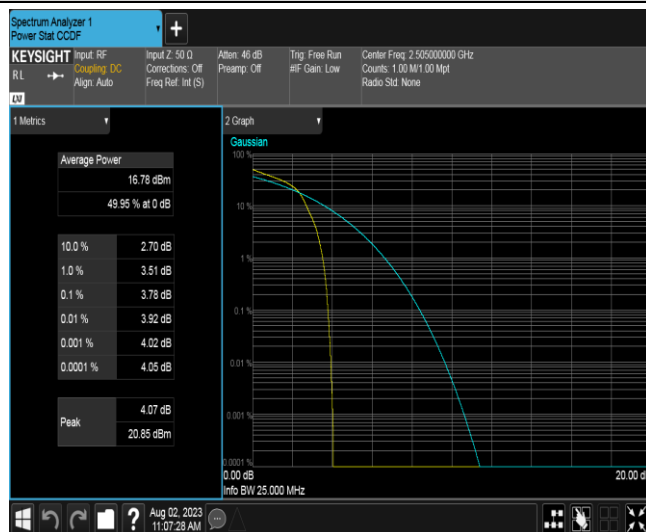 Spectrum Analyzer 1
Power Stat CCDF
+
KEYSIGHT
RL
LXI
Input: RF
Coupling: DC
Align: Auto
Input Z: 50 Ω
Corrections: Off
Freq Ref: Int (S)
Atten: 46 dB
Preamp: Off
Trig: Free Run
#IF Gain: Low
Center Freq: 2.505000000 GHz
Counts: 1.00 M/1.00 Mpt
Radio Std: None
1 Metrics
Average Power
16.78 dBm
49.95 % at 0 dB
10.0 % 2.70 dB
1.0 % 3.51 dB
0.1 % 3.78 dB
0.01 % 3.92 dB
0.001 % 4.02 dB
0.0001 % 4.05 dB
Peak
4.07 dB
20.85 dBm
2 Graph
Gaussian
100 %
10 %
1 %
0.1 %
0.01 %
0.001 %
0.0001 %
0.00 dB
20.00 d
Info BW 25.000 MHz
?
Aug 02, 2023
11:07:28 AM